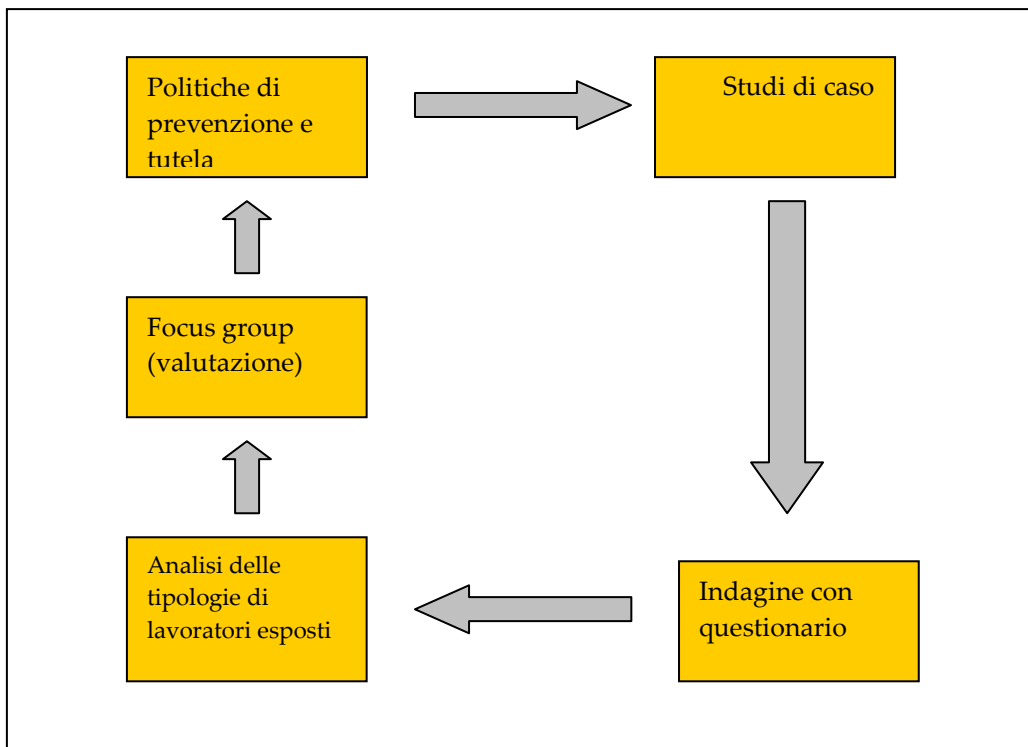 Politiche di
prevenzione e
tutela
Studi di caso
Focus group
(valutazione)
Analisi delle
tipologie di
lavoratori esposti
Indagine con
questionario